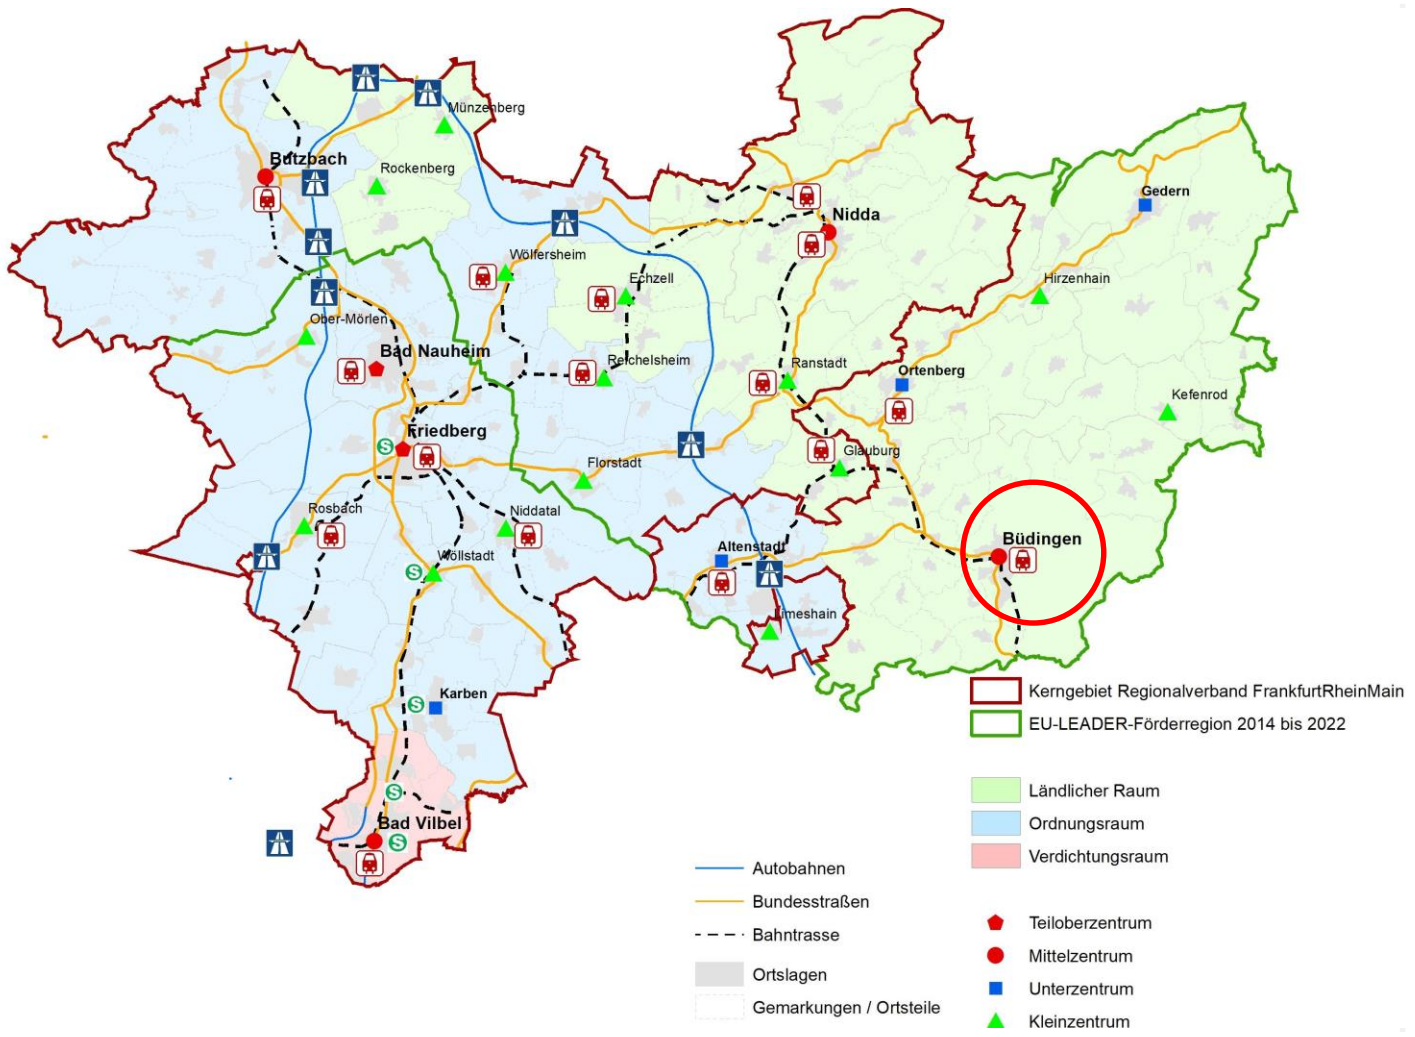 Münzenberg
Butzbach
Rockenberg
Gedern
Nidda
Wölfersheim
Echzell
Hirzenhain
Ober-Mörlen
Bad Nauheim
Reichelsheim
Ranstadt
Ortenberg
Kefenrod
Friedberg
S
Glauburg
Florstadt
Rosbach
Niddatal
Büdingen
Altenstadt
Wöllstadt
S
Limeshain
Karben
S
S
Bad Vilbel
S
Kerngebiet Regionalverband FrankfurtRheinMain
EU-LEADER-Förderregion 2014 bis 2022
Ländlicher Raum
Ordnungsraum
Verdichtungsraum
Autobahnen
Bundesstraßen
Bahntrasse
Ortslagen
Gemarkungen / Ortsteile
Teiloberzentrum
Mittelzentrum
Unterzentrum
Kleinzentrum